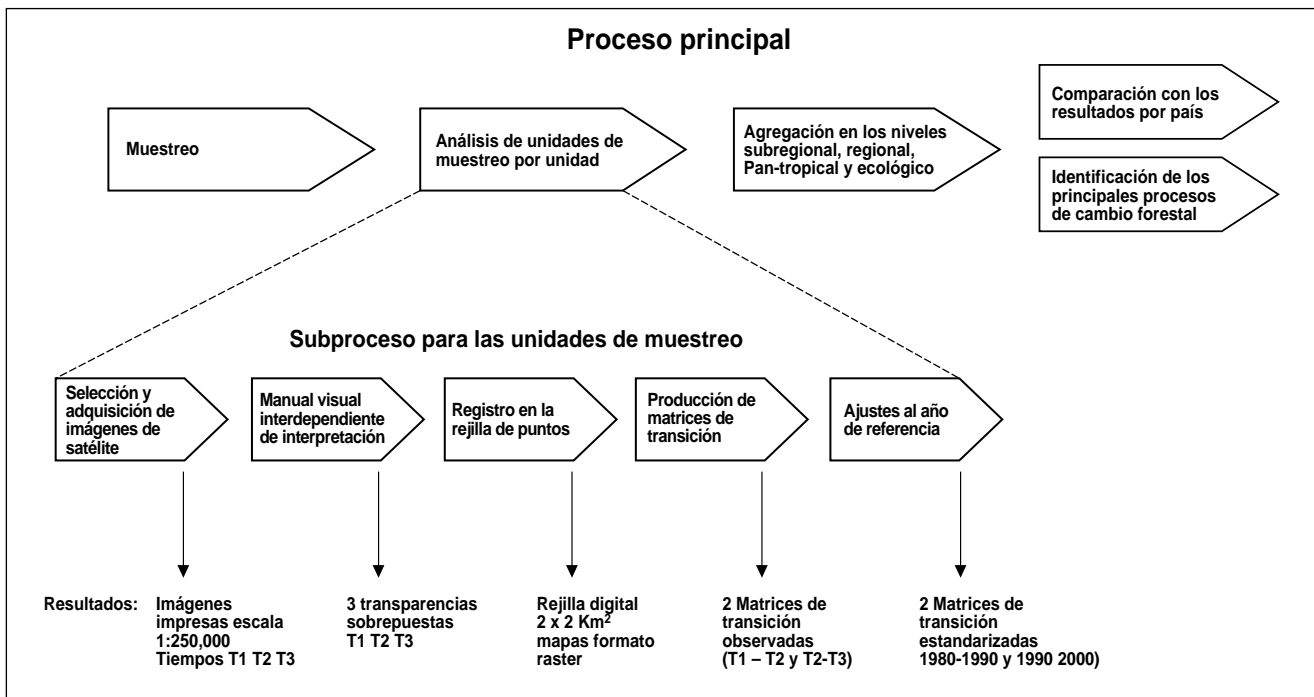 Proceso principal
Muestreo
Análisis de unidades de
muestreo por unidad
Agregación en los niveles
subregional, regional,
Pan-tropical y ecológico
Comparación con los
resultados por país
Identificación de los
principales procesos
de cambio forestal
Subproceso para las unidades de muestreo
Selección y
adquisición de
imágenes de
satélite
Manual visual
interdependiente
de interpretación
Registro en la
rejilla de puntos
Producción de
matrices de
transición
Ajustes al año
de referencia
Resultados:
Imágenes
impresas escala
1:250,000
Tiempos T1 T2 T3
3 transparencias
sobrepuestas
T1 T2 T3
Rejilla digital
2 x 2 Km²
mapas formato
raster
2 Matrices de
transición
observadas
(T1 – T2 y T2-T3)
2 Matrices de
transición
estandarizadas
1980-1990 y 1990 2000)